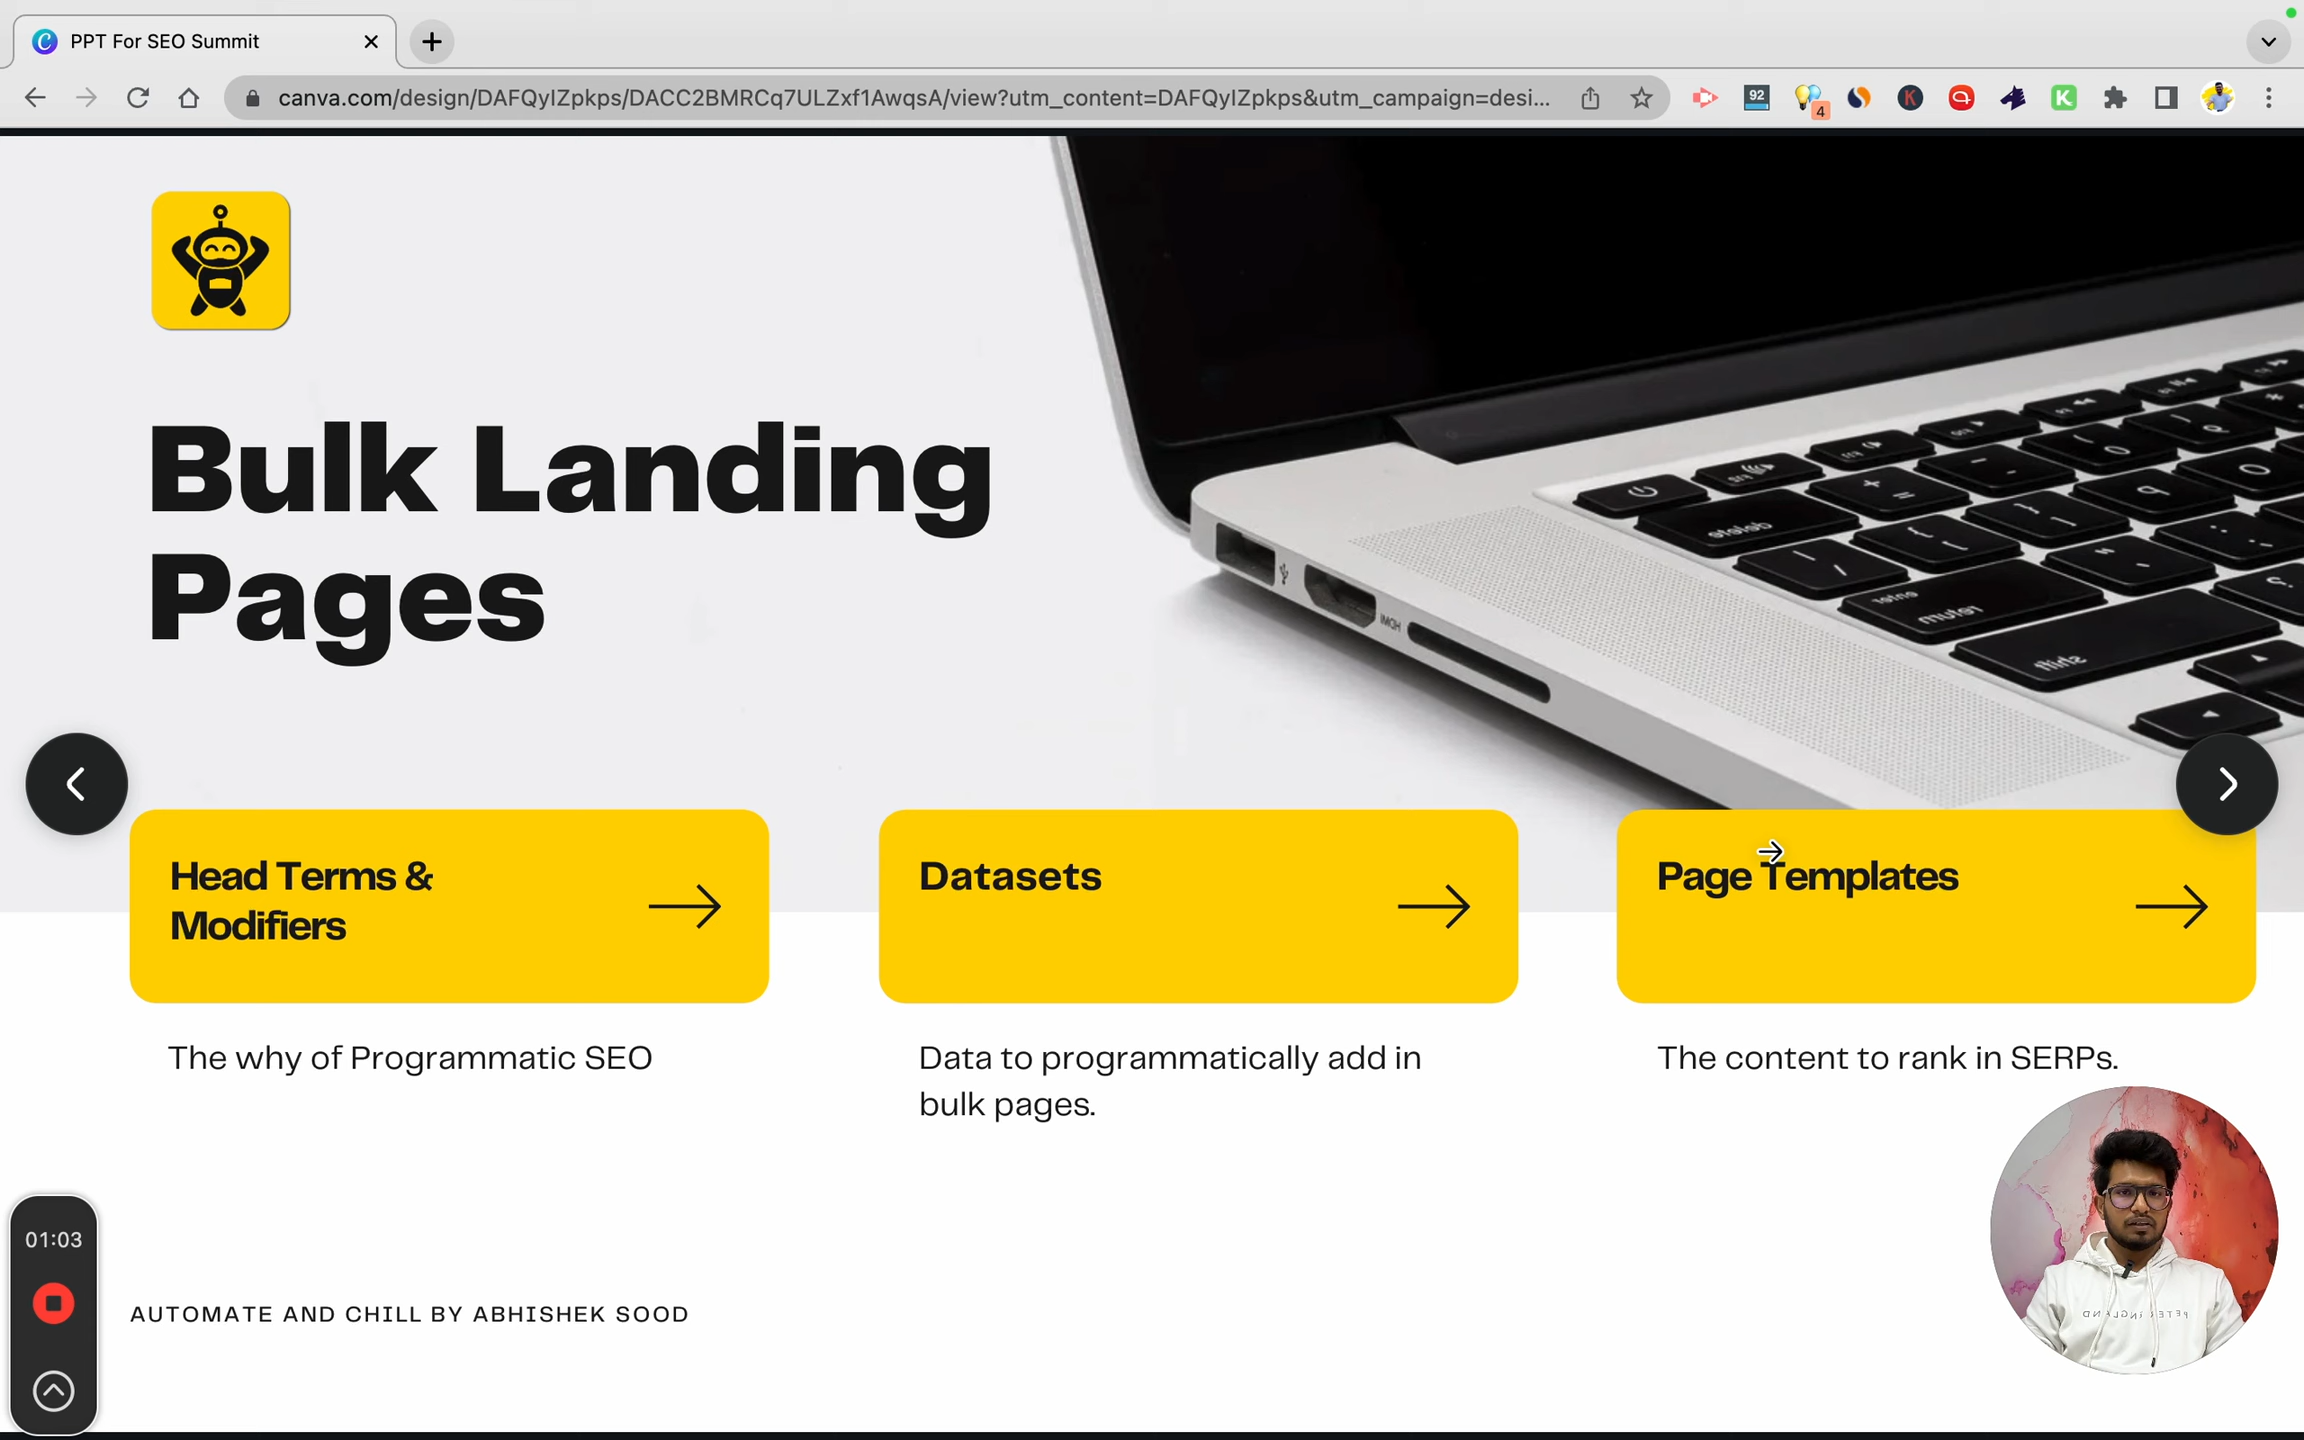 PPT For SEO Summit
canva.com/design/DAFQyIZpkps/DACC2BMRCq7ULZxf1AwqsA/view?utm_content=DAFQyIZpkps&utm_campaign=desi...
92
4
Bulk Landing
Pages
Head Terms &
Modifiers
Datasets
Page Templates
The why of Programmatic SEO
Data to programmatically add in
bulk pages.
The content to rank in SERPs.
01:03
AUTOMATE AND CHILL BY ABHISHEK SOOD